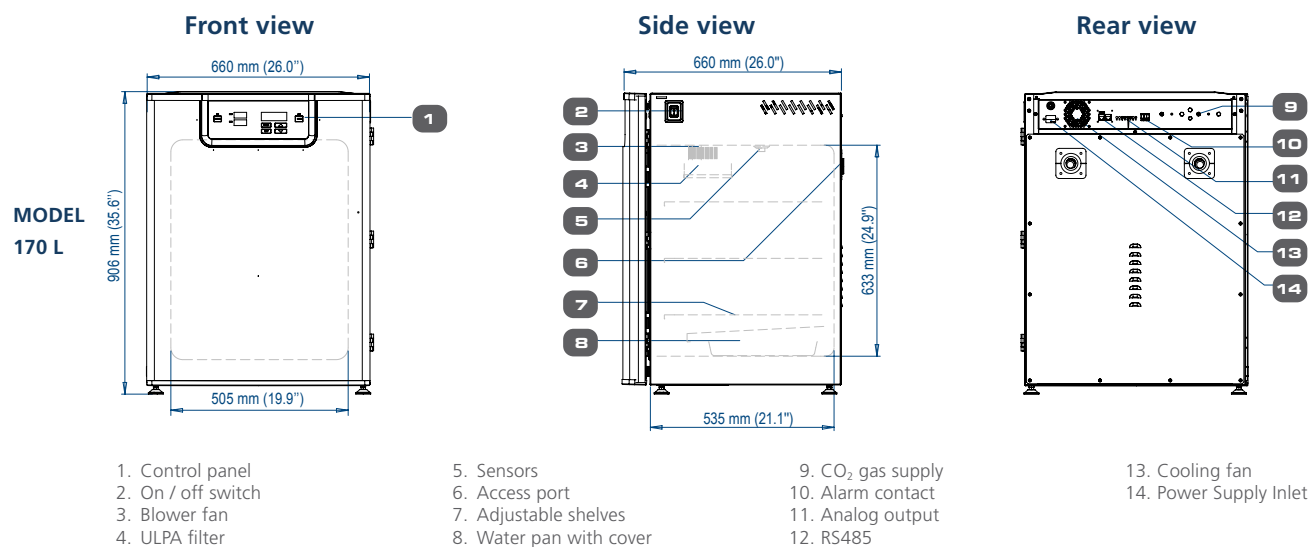 Front view
Side view
Rear view
660 mm (26.0”)
660 mm (26.0")
1
2
3
4
5
6
7
8
9
10
11
12
13
14
MODEL
170 L
906 mm (35.6")
633 mm (24.9")
505 mm (19.9”)
535 mm (21.1")
1. Control panel
2. On / off switch
3. Blower fan
4. ULPA filter
5. Sensors
6. Access port
7. Adjustable shelves
8. Water pan with cover
9. CO₂ gas supply
10. Alarm contact
11. Analog output
12. RS485
13. Cooling fan
14. Power Supply Inlet